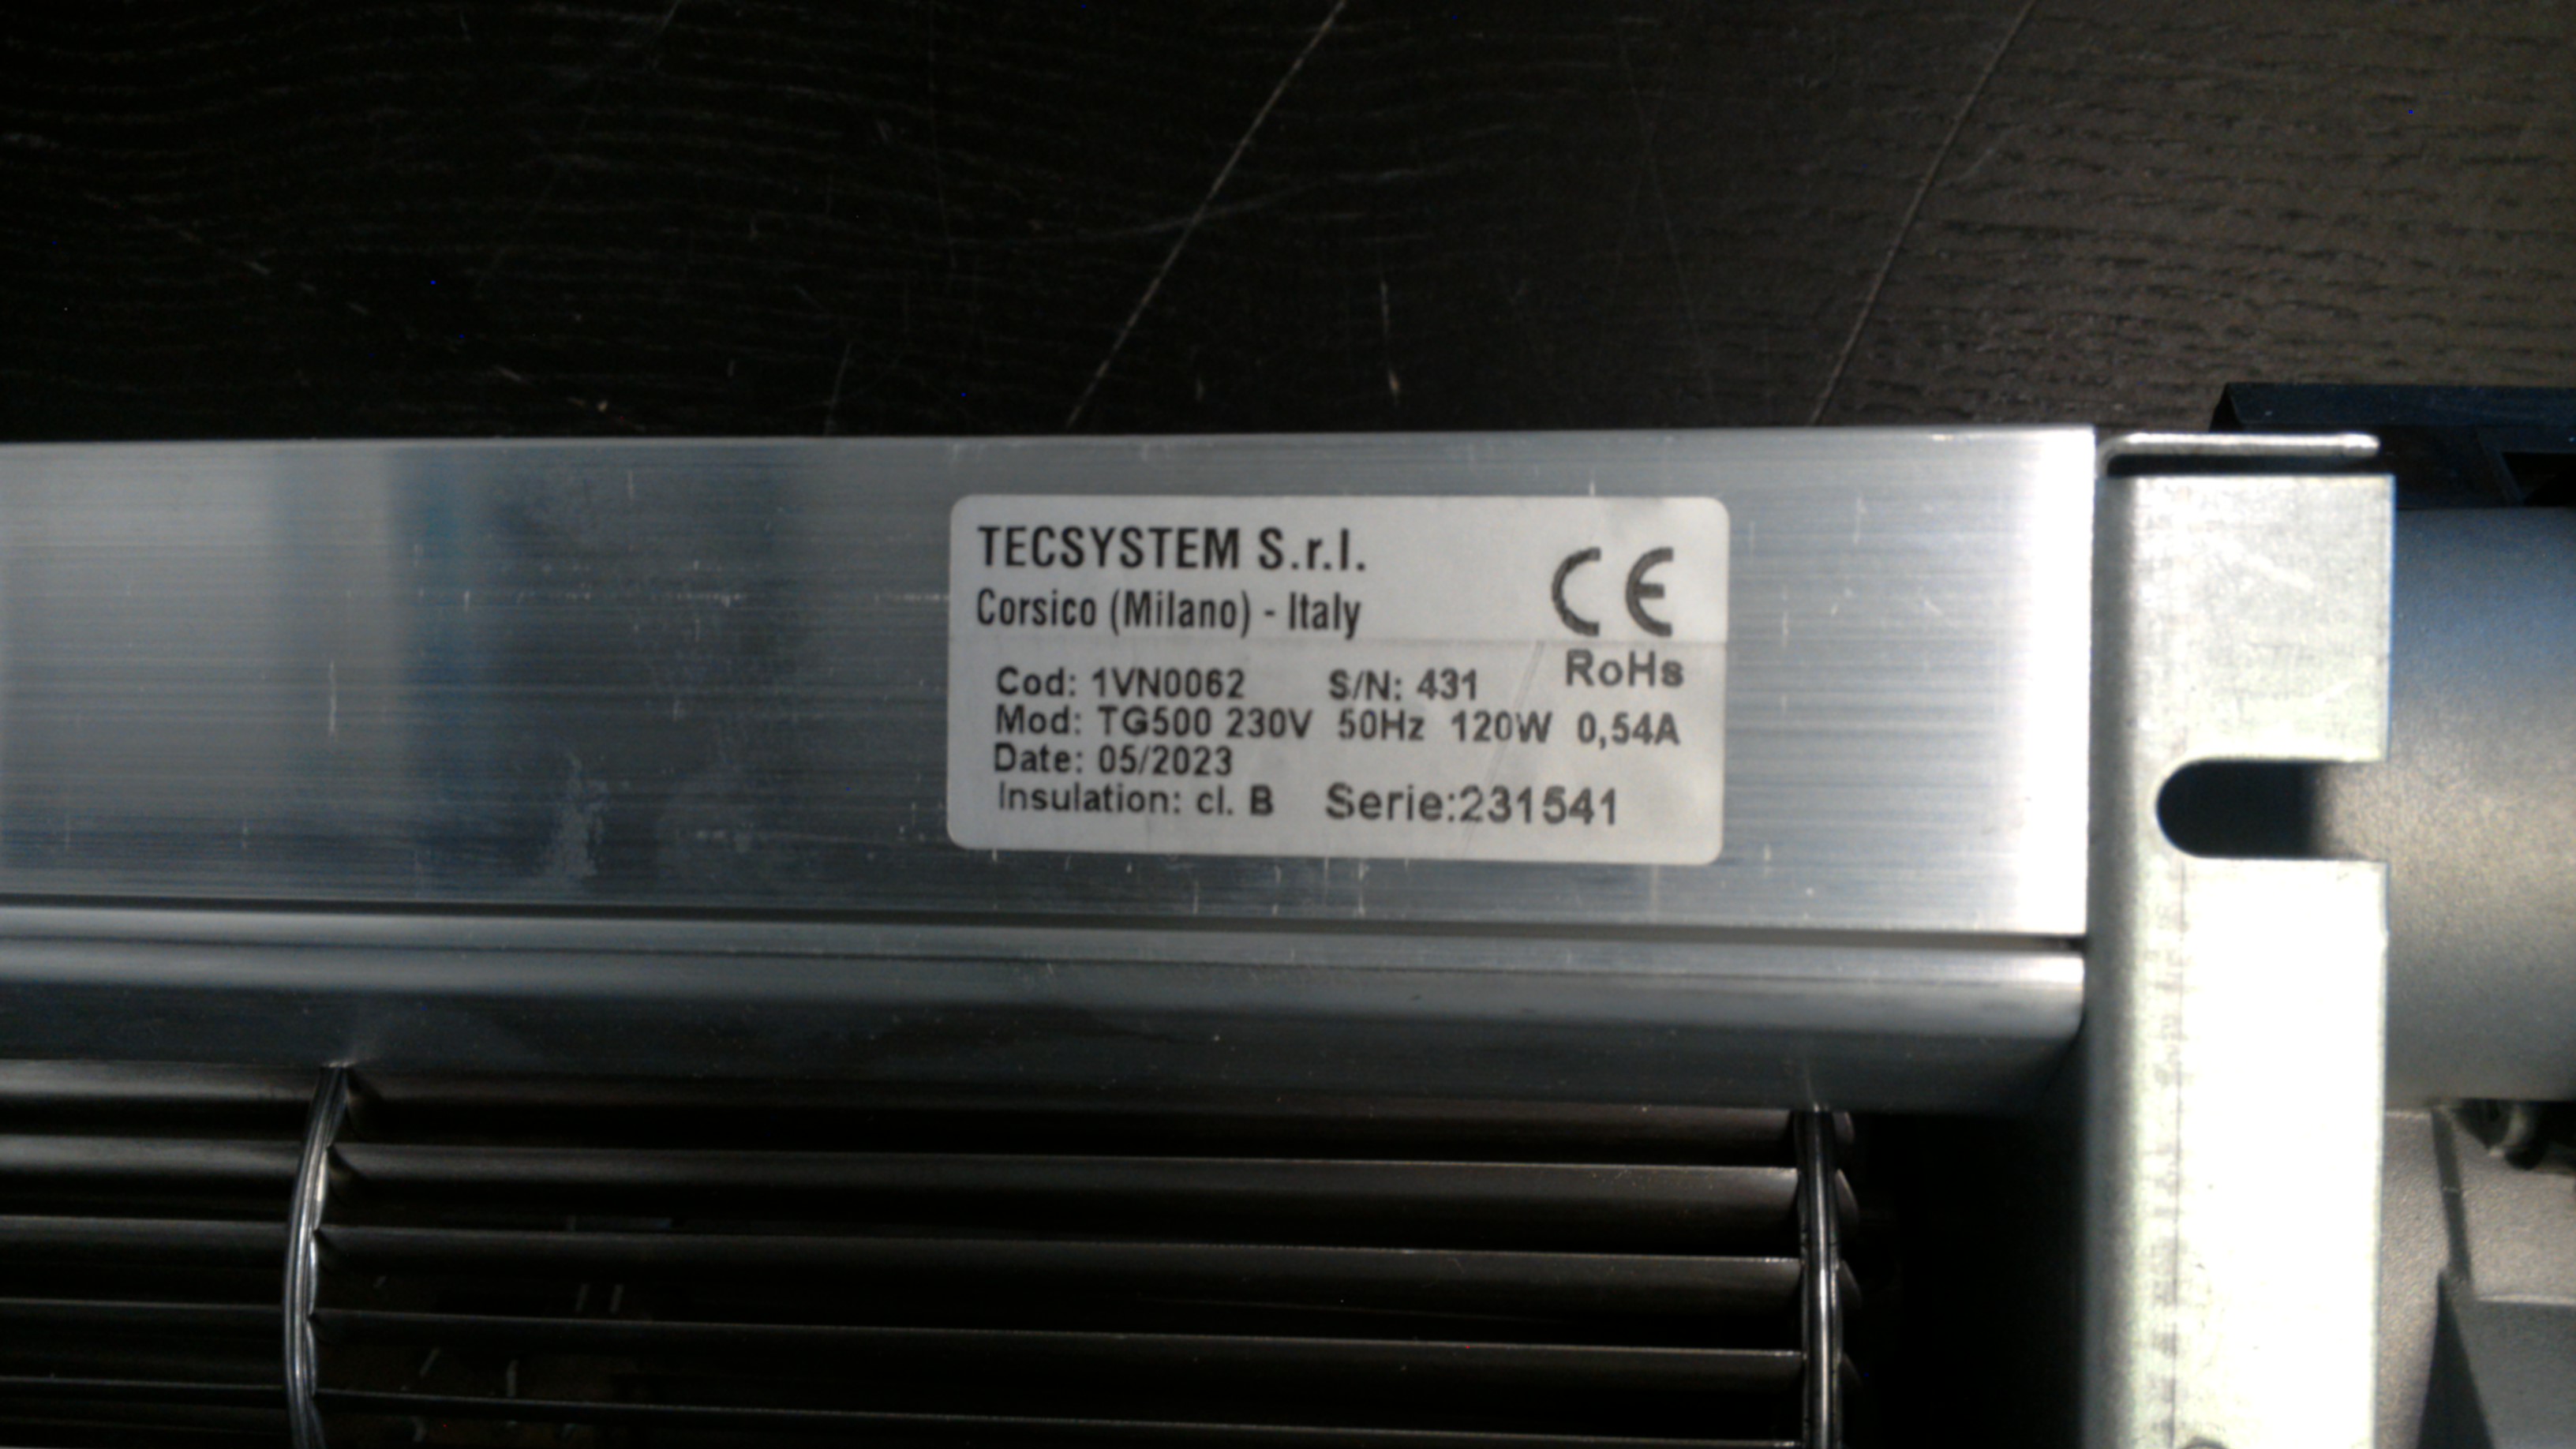 TECSYSTEM S.r.l.
Corsico (Milano) - Italy
CE
RoHs
Cod: 1VN0062 S/N: 431
Mod: TG500 230V 50Hz 120W 0,54A
Date: 05/2023
Insulation: cl. B Serie:231541